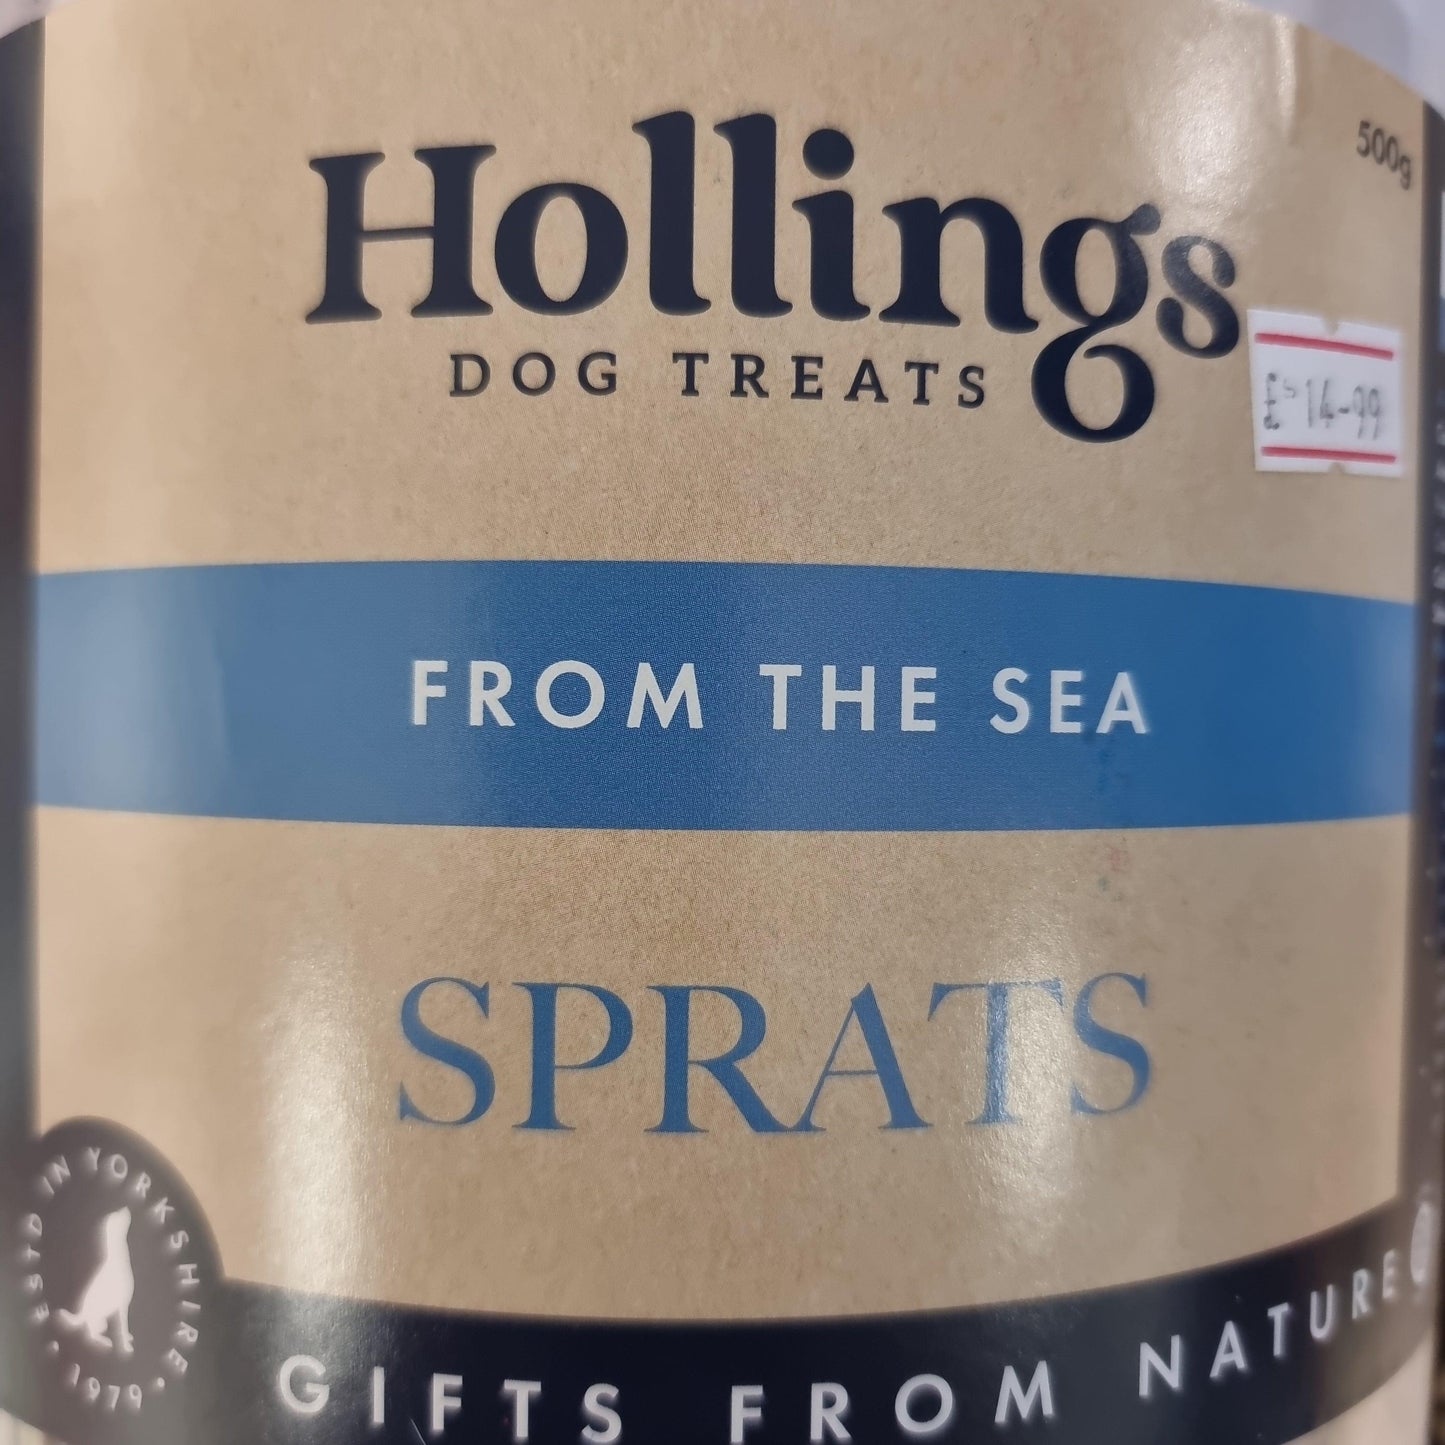 500g
Hollings
DOG TREATS
£ 14-99
FROM THE SEA
SPRATS
ESTD IN YORKSHIRE
• 1979 •
GIFTS FROM NATURE